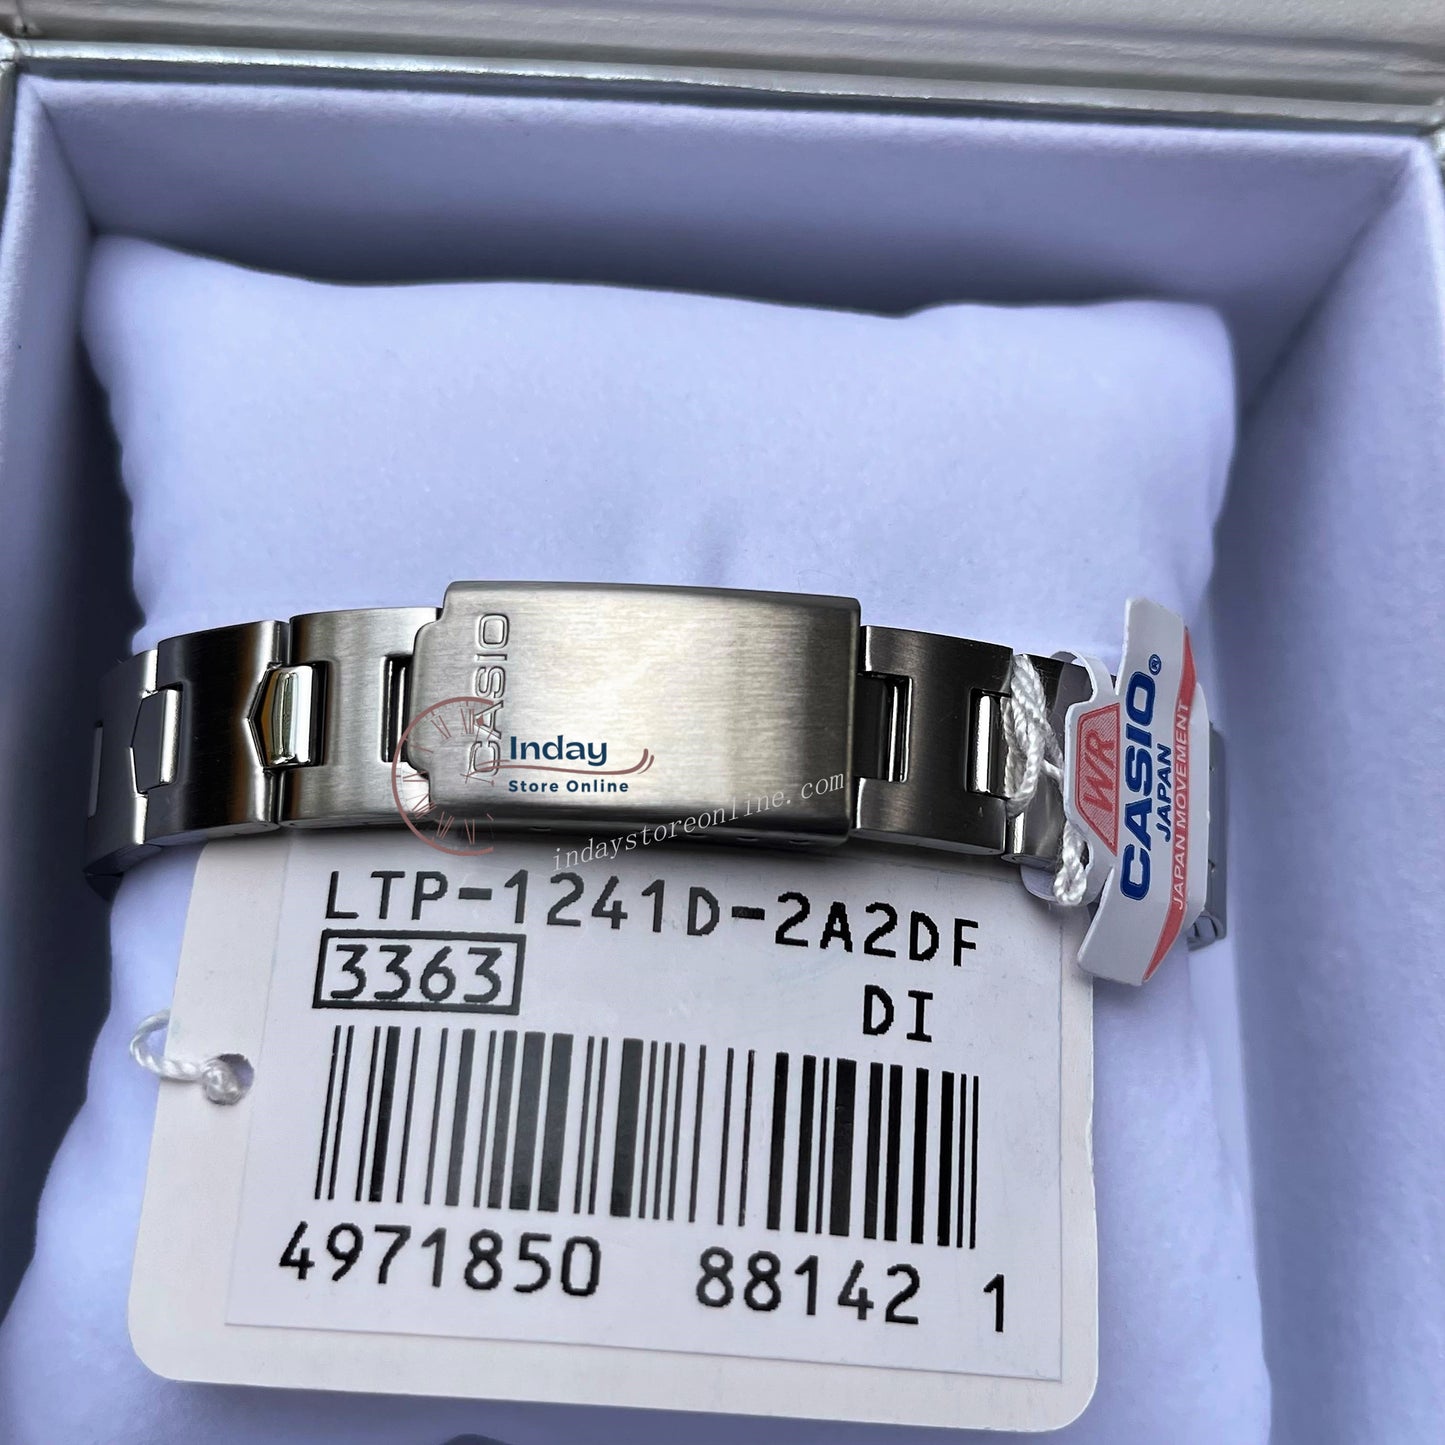 CASIO
Inday
Store Online
indaystoreonline.com
WR
CASIO®
JAPAN
JAPAN MOVEMENT
LTP-1241D-2A2DF
3363
DI
4971850 88142 1